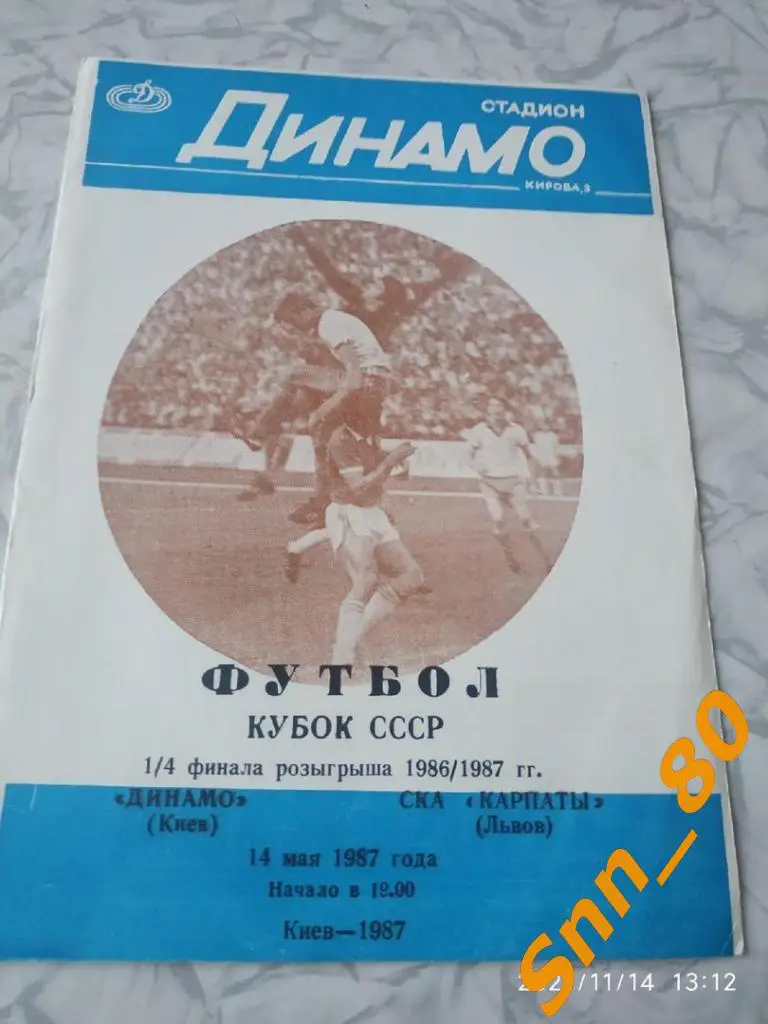 Д
СТАДИОН
ДИНАМО
КИРОВА, 3
ФУТБОЛ
КУБОК СССР
1/4 финала розыгрыша 1986/1987 гг.
«ДИНАМО» СКА «КАРПАТЫ»
(Киев) (Львов)
14 мая 1987 года
Начало в 19.00
Киев—1987
Snn_80
/11/14 13:12